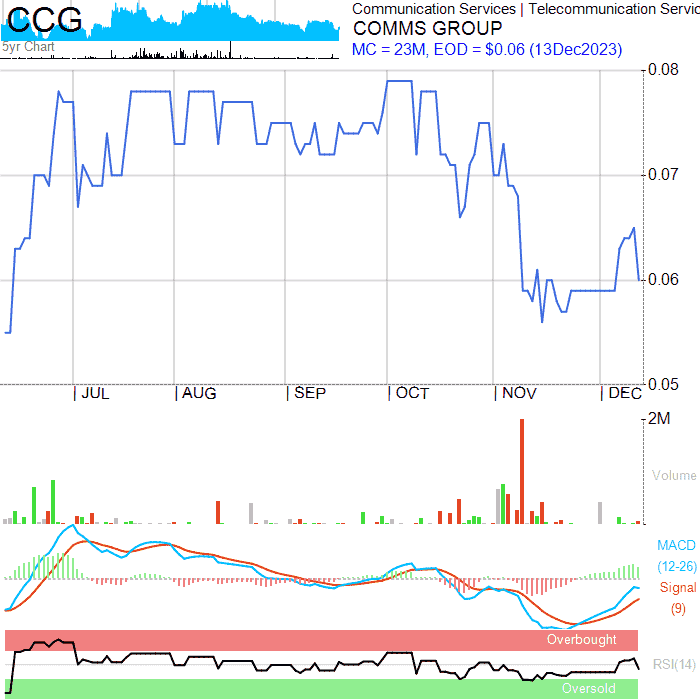 CCG
5yr Chart
Communication Services | Telecommunication Servic
COMMS GROUP
MC = 23M, EOD = $0.06 (13Dec2023)
0.08
0.07
0.06
0.05
JUL
AUG
SEP
OCT
NOV
DEC
2M
Volume
MACD
(12-26)
Signal
(9)
Overbought
RSI(14)
Oversold